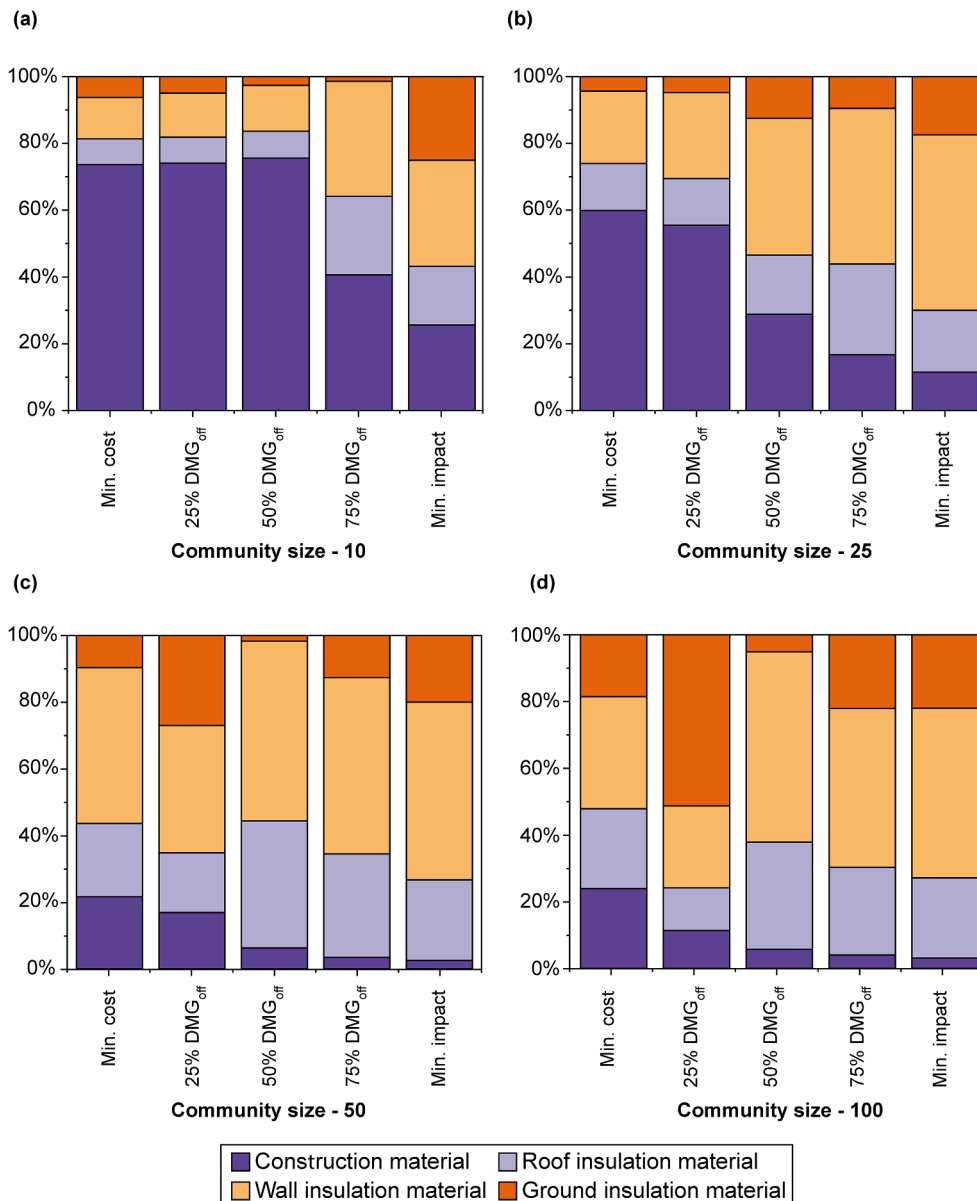 (a)
100%
80%
60%
40%
20%
0%
Min. cost
25% DMGoff
50% DMGoff
75% DMGoff
Min. impact
Community size - 10
(b)
100%
80%
60%
40%
20%
0%
Min. cost
25% DMGoff
50% DMGoff
75% DMGoff
Min. impact
Community size - 25
(c)
100%
80%
60%
40%
20%
0%
Min. cost
25% DMGoff
50% DMGoff
75% DMGoff
Min. impact
Community size - 50
(d)
100%
80%
60%
40%
20%
0%
Min. cost
25% DMGoff
50% DMGoff
75% DMGoff
Min. impact
Community size - 100
Construction material
Roof insulation material
Wall insulation material
Ground insulation material